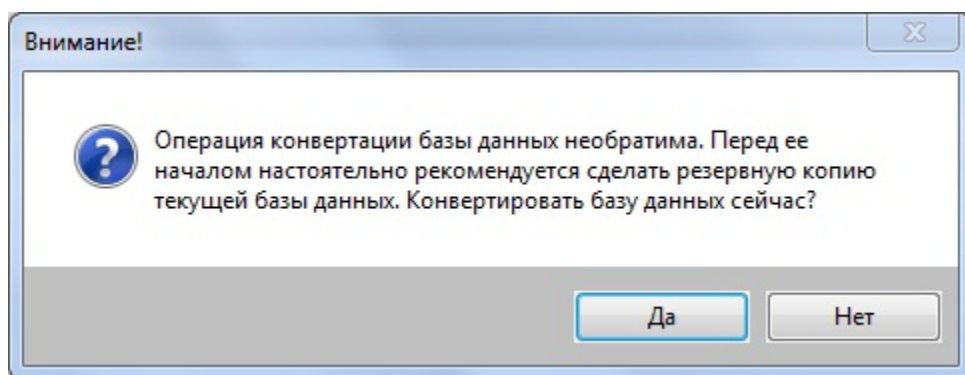 Внимание!
Операция конвертации базы данных необратима. Перед ее
началом настоятельно рекомендуется сделать резервную копию
текущей базы данных. Конвертировать базу данных сейчас?
Да
Нет